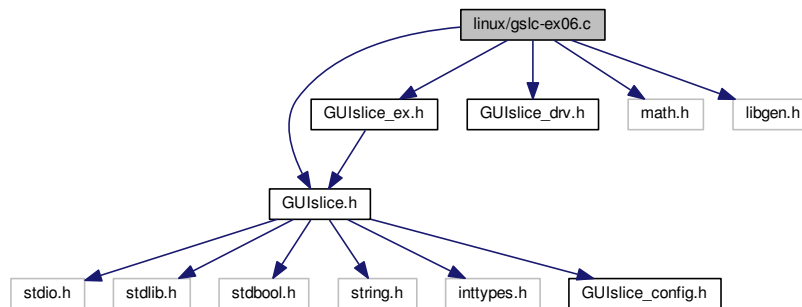 linux/gslc-ex06.c
GUIslice_ex.h
GUIslice_drv.h
math.h
libgen.h
GUIslice.h
stdio.h
stdlib.h
stdbool.h
string.h
inttypes.h
GUIslice_config.h